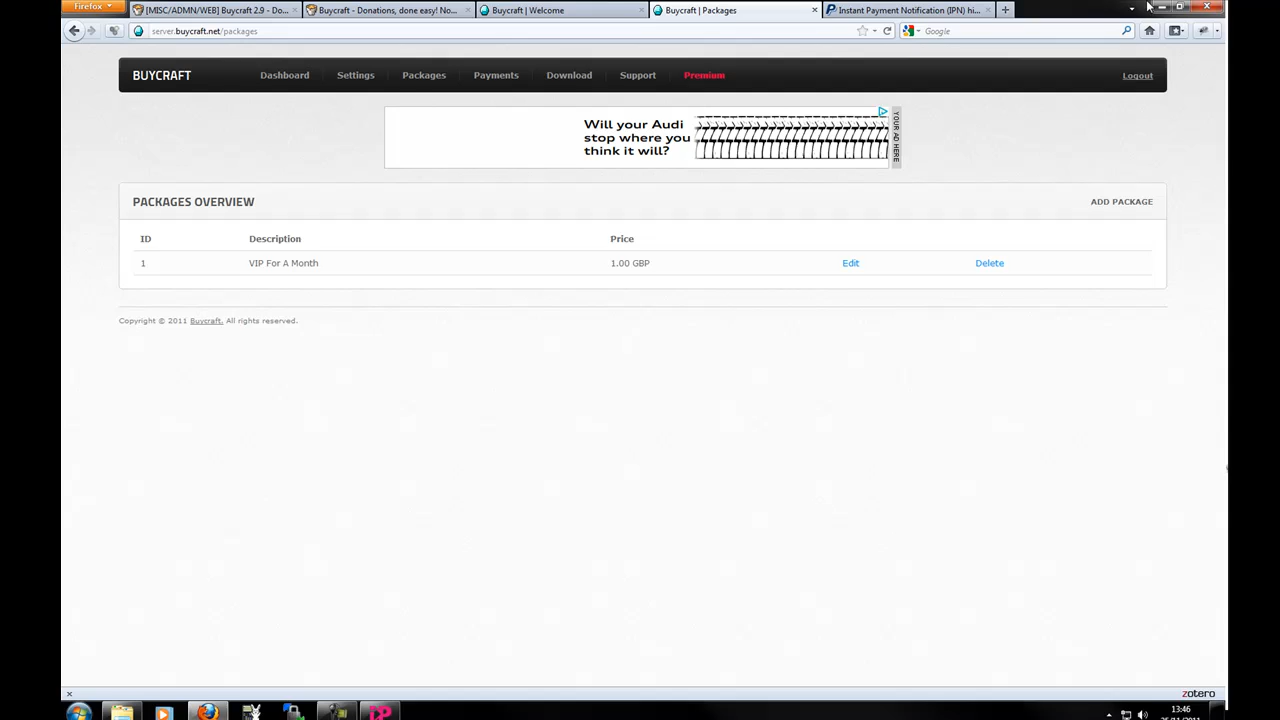 Firefox
[MISC/ADMN/WEB] Buycraft 2.9 - Do...
Buycraft - Donations, done easy! No...
Buycraft | Welcome
Buycraft | Packages
Instant Payment Notification (IPN) hi...
server.buycraft.net/packages
Google
BUYCRAFT
Dashboard
Settings
Packages
Payments
Download
Support
Premium
Logout
Will your Audi
stop where you
think it will?
YOUR AD HERE
PACKAGES OVERVIEW
ADD PACKAGE
ID Description Price
1 VIP For A Month 1.00 GBP Edit Delete
Copyright © 2011 Buycraft. All rights reserved.
zotero
13:46